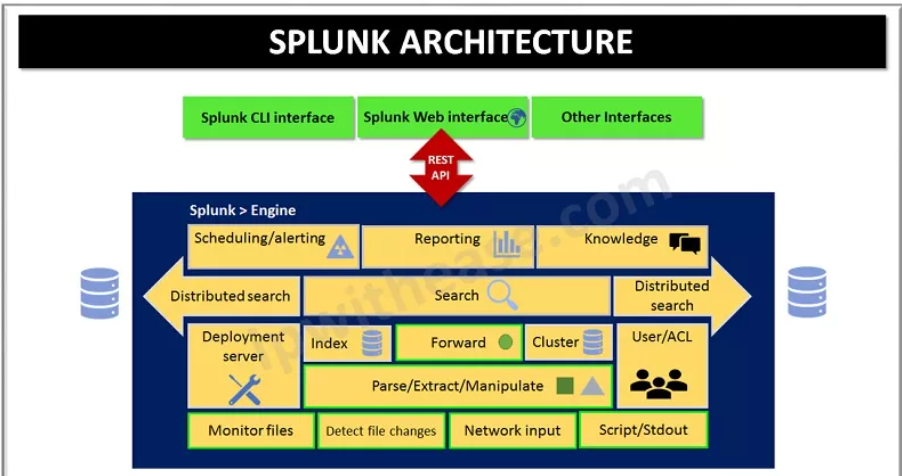 SPLUNK ARCHITECTURE
Splunk CLI interface
Splunk Web interface
Other Interfaces
REST
API
Splunk > Engine
Scheduling/alerting
Reporting
Knowledge
Distributed search
Search
Distributed
search
Deployment
server
Index
Forward
Cluster
User/ACL
Parse/Extract/Manipulate
Monitor files
Detect file changes
Network input
Script/Stdout
ipwithease.com